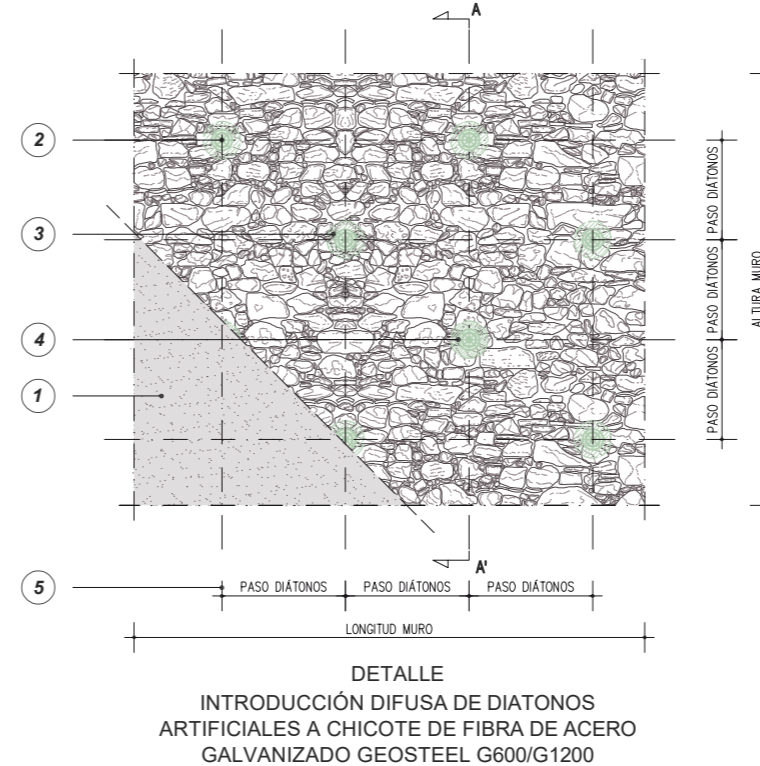 A
2
3
4
1
5
PASO DIÁTONOS
PASO DIÁTONOS
PASO DIÁTONOS
ALTURA MURO
A'
PASO DIÁTONOS PASO DIÁTONOS PASO DIÁTONOS
LONGITUD MURO
DETALLE
INTRODUCCIÓN DIFUSA DE DIATONOS
ARTIFICIALES A CHICOTE DE FIBRA DE ACERO
GALVANIZADO GEOSTEEL G600/G1200